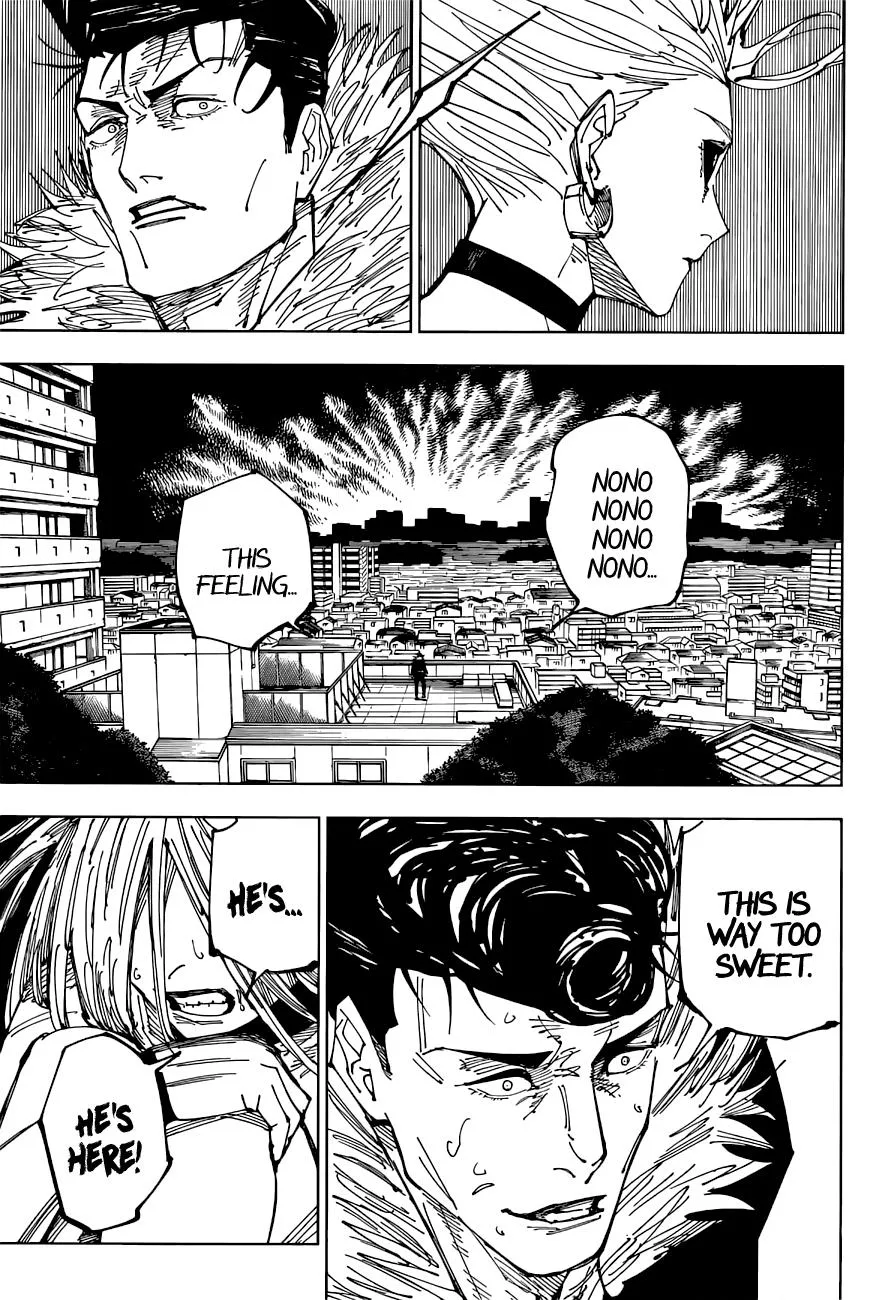 NONO
NONO
NONO
NONO...
THIS
FEELING...
THIS IS
WAY TOO
SWEET.
HE'S...
HE'S
HERE!